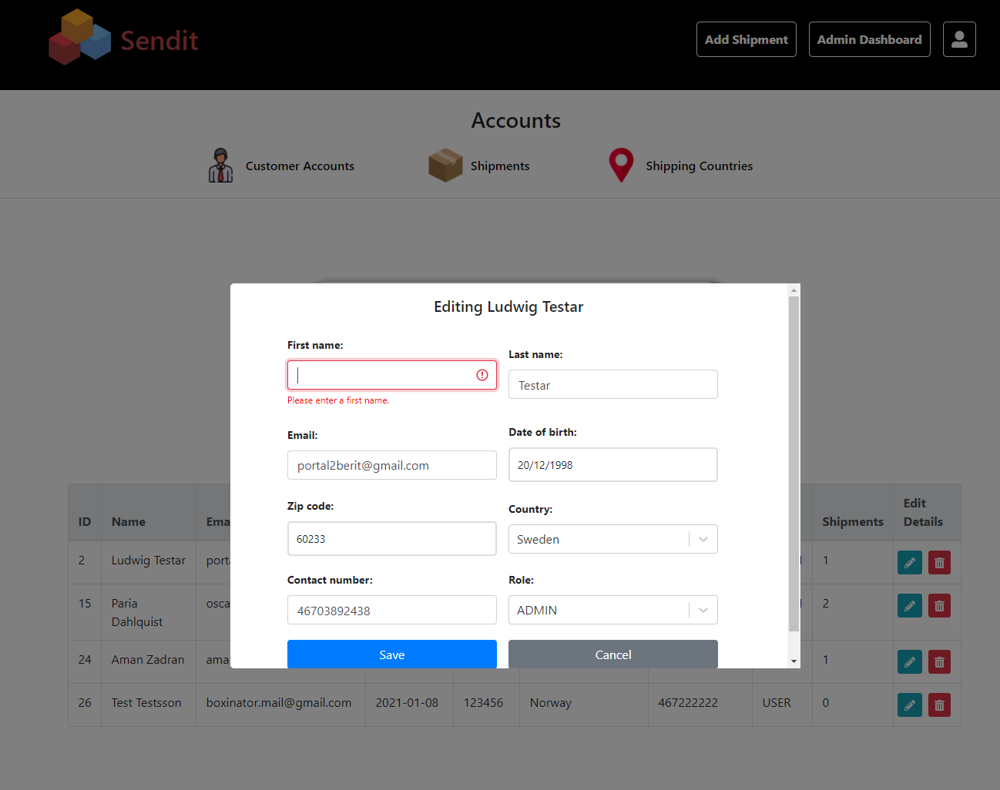 Sendit
Add Shipment
Admin Dashboard
Accounts
Customer Accounts
Shipments
Shipping Countries
Editing Ludwig Testar
First name:
Last name:
Testar
Please enter a first name.
Email:
Date of birth:
portal2berit@gmail.com
20/12/1998
Zip code:
Country:
60233
Sweden
Contact number:
Role:
46703892438
ADMIN
Save
Cancel
ID Name Shipments Edit Details
2 Ludwig Testar 1
15 Paria Dahlquist 2
24 Aman Zadran 1
26 Test Testsson boxinator.mail@gmail.com 2021-01-08 123456 Norway 467222222 USER 0